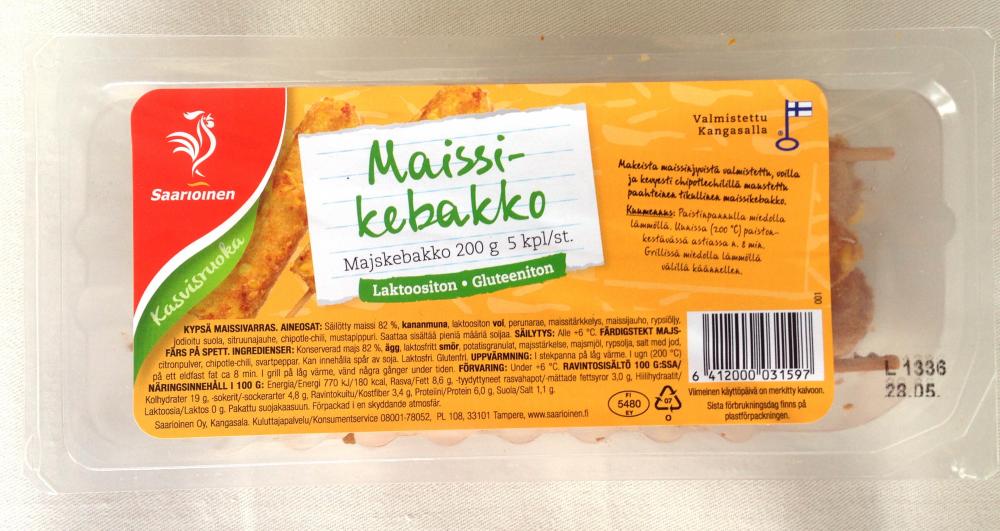 Saarioinen
Kasvisruoka
Maissi-
kebakko
Majskebakko 200 g 5 kpl/st.
Laktoositon • Gluteeniton
Valmistettu
Kangasalla
Makeista maissinjyvistä valmistettu, voilla
ja kevyesti chipotlechilillä maustettu
paahteinen tikullinen maissikebakko.
Kuumennus: Paistinpannulla miedolla
lämmöllä. Uunissa (200 °C) paiston-
kestävässä astiassa n. 8 min.
Grillissä miedolla lämmöllä
välillä käännellen.
001
KYPSÄ MAISSIVARRAS. AINEOSAT: Säilötty maissi 82 %, kananmuna, laktoositon voi, perunarae, maissitärkkelys, maissijauho, rypsiöljy,
jodioitu suola, sitruunajauhe, chipotle-chili, mustapippuri. Saattaa sisältää pieniä määriä soijaa. SÄILYTYS: Alle +6 °C. FÄRDIGSTEKT MAJS-
FÄRS PÅ SPETT. INGREDIENSER: Konserverad majs 82 %, ägg, laktosfritt smör, potatisgranulat, majsstärkelse, majsmjöl, rypsolja, salt med jod,
citronpulver, chipotle-chili, svartpeppar. Kan innehålla spår av soja. Laktosfri. Glutenfri. UPPVÄRMNING: I stekpanna på låg värme. I ugn (200 °C)
på ett eldfast fat ca 8 min. I grill på låg värme, vänd några gånger under tiden. FÖRVARING: Under +6 °C. RAVINTOSISÄLTÖ 100 G:SSA/
NÄRINGSINNEHÅLL I 100 G: Energia/Energi 770 kJ/180 kcal, Rasva/Fett 8,6 g, -tyydyttyneet rasvahapot/-mättade fettsyror 3,0 g, Hiilihydraatit/
Kolhydrater 19 g, -sokerit/-sockerarter 4,8 g, Ravintokuitu/Kostfiber 3,4 g, Proteiini/Protein 6,0 g, Suola/Salt 1,1 g.
Laktoosia/Laktos 0 g. Pakattu suojakaasuun. Förpackad i en skyddande atmosfär.
Saarioinen Oy, Kangasala. Kuluttajapalvelu/Konsumentservice 08001-78052, PL 108, 33101 Tampere, www.saarioinen.fi
FI
5480
EY
07
O
6 412000 031597
Viimeinen käyttöpäivä on merkitty kalvoon.
Sista förbrukningsdag finns på
plastförpackningen.
L 1336
23.05.